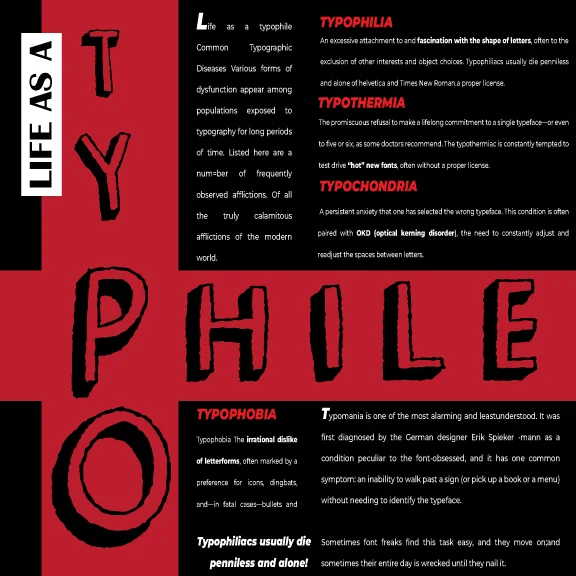 LIFE AS A
TYPO
PHILE
Life as a typophile
Common Typographic
Diseases Various forms of
dysfunction appear among
populations exposed to
typography for long periods
of time. Listed here are a
num=ber of frequently
observed afflictions. Of all
the truly calamitous
afflictions of the modern
world.
TYPOPHILIA
An excessive attachment to and fascination with the shape of letters, often to the
exclusion of other interests and object choices. Typophiliacs usually die penniless
and alone of helvetica and Times New Roman.a proper license.
TYPOTHERMIA
The promiscuous refusal to make a lifelong commitment to a single typeface—or even
to five or six, as some doctors recommend. The typothermiac is constantly tempted to
test drive "hot" new fonts, often without a proper license.
TYPOCHONDRIA
A persistent anxiety that one has selected the wrong typeface. This condition is often
paired with OKD (optical kerning disorder), the need to constantly adjust and
readjust the spaces between letters.
TYPOPHOBIA
Typophobia The irrational dislike
of letterforms, often marked by a
preference for icons, dingbats,
and—in fatal cases—bullets and
Typophiliacs usually die
penniless and alone!
Typomania is one of the most alarming and leastunderstood. It was
first diagnosed by the German designer Erik Spieker -mann as a
condition peculiar to the font-obsessed, and it has one common
symptom: an inability to walk past a sign (or pick up a book or a menu)
without needing to identify the typeface.
Sometimes font freaks find this task easy, and they move on;and
sometimes their entire day is wrecked until they nail it.